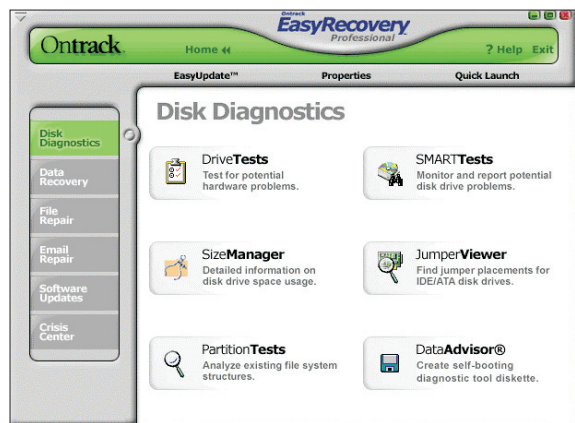 Ontrack
EasyRecovery
Professional
Ontrack
Home
? Help Exit
EasyUpdate™ Properties Quick Launch
Disk Diagnostics
Disk
Diagnostics
Data
Recovery
File
Repair
Email
Repair
Software
Updates
Crisis
Center
DriveTests
Test for potential
hardware problems.
SMARTTests
Monitor and report potential
disk drive problems.
SizeManager
Detailed information on
disk drive space usage.
JumperViewer
Find jumper placements for
IDE/ATA disk drives.
PartitionTests
Analyze existing file system
structures.
DataAdvisor®
Create self-booting
diagnostic tool diskette.